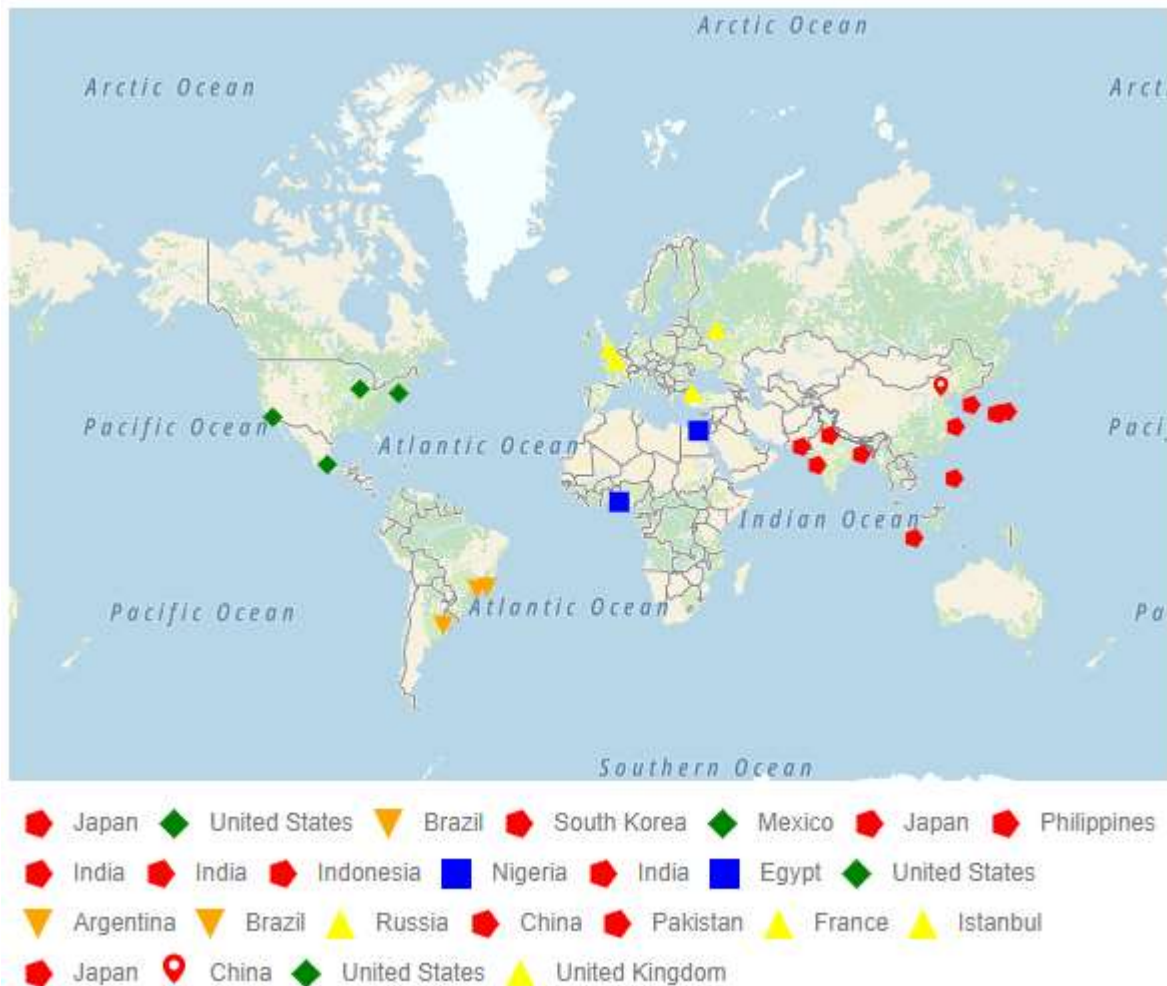 Arctic Ocean
Arctic Ocean
Arct
Pacific Ocean
Atlantic Ocean
Paci
Indian Ocean
Pacific Ocean
Atlantic Ocean
Pa
Southern Ocean
Japan United States Brazil South Korea Mexico Japan Philippines
India India Indonesia Nigeria India Egypt United States
Argentina Brazil Russia China Pakistan France Istanbul
Japan China United States United Kingdom